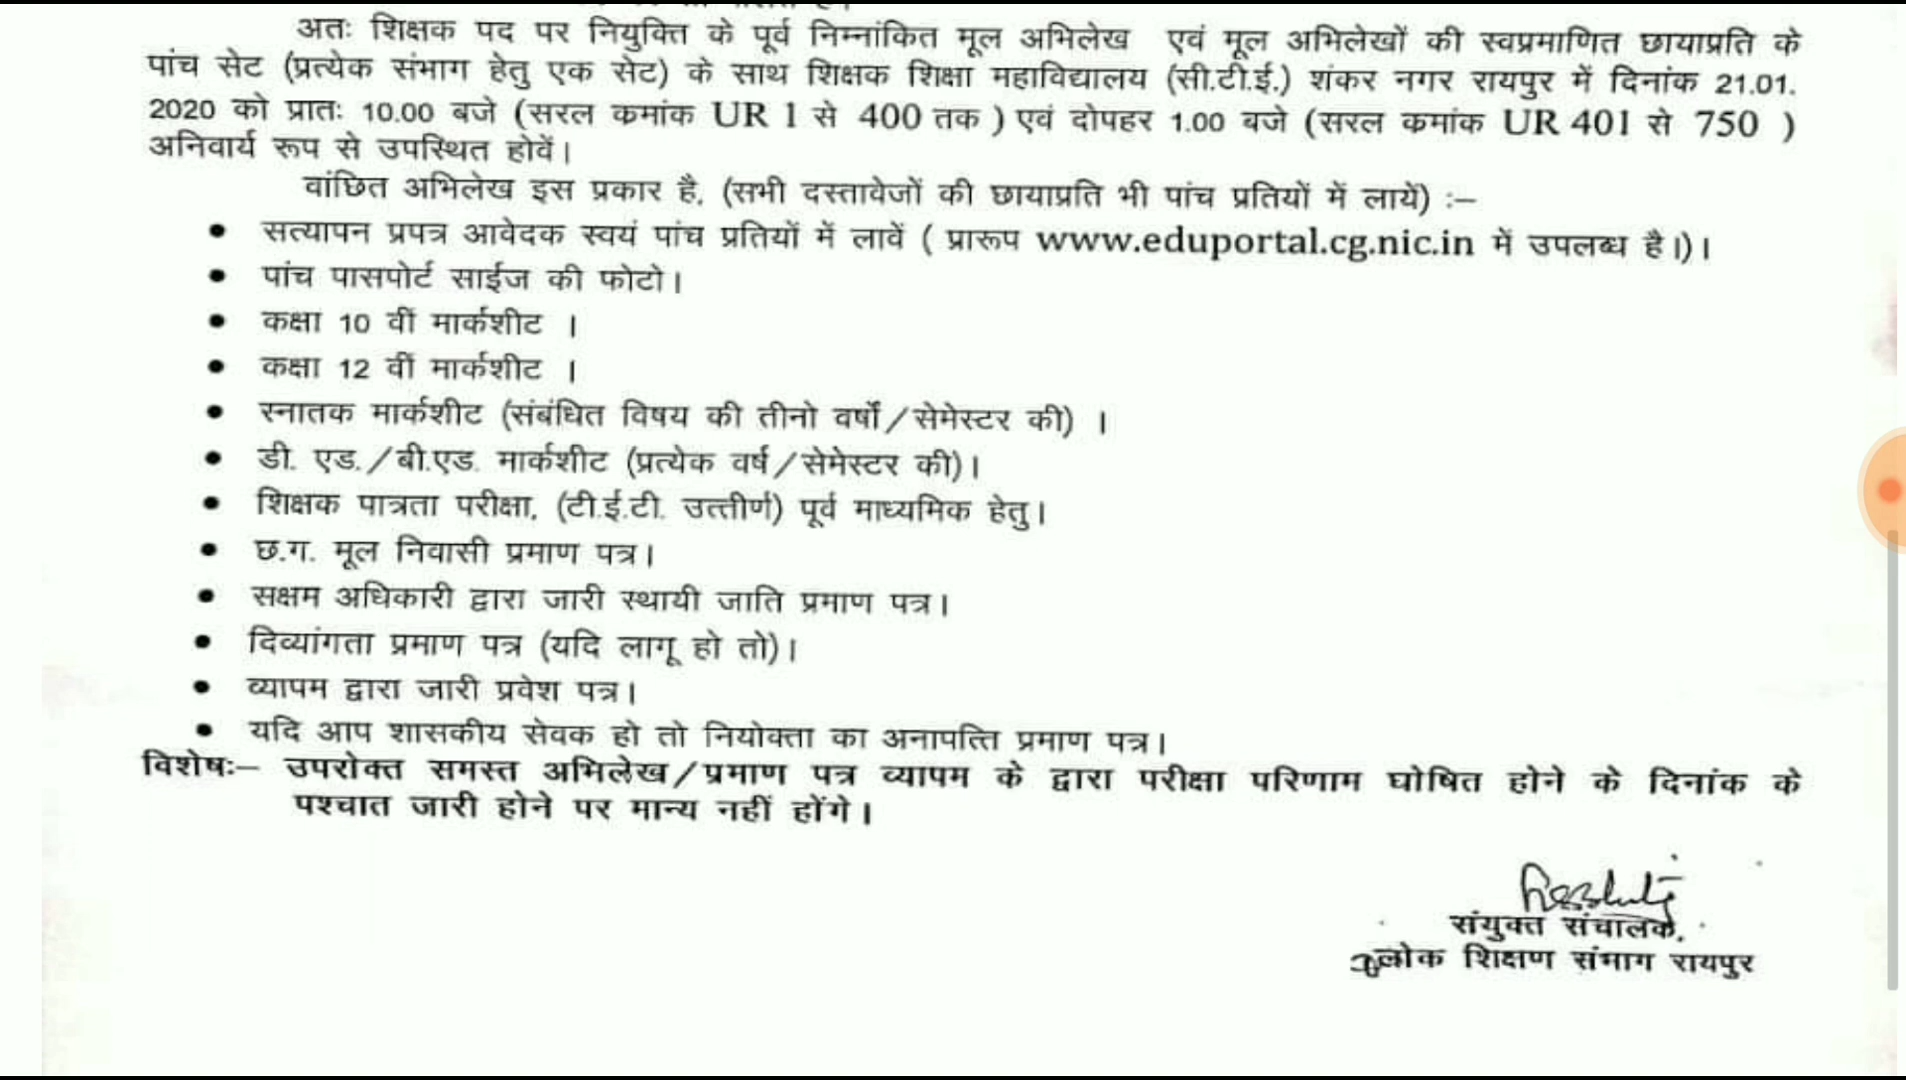 अतः शिक्षक पद पर नियुक्ति के पूर्व निम्नांकित मूल अभिलेख एवं मूल अभिलेखों की स्वप्रमाणित छायाप्रति के
पांच सेट (प्रत्येक संभाग हेतु एक सेट) के साथ शिक्षक शिक्षा महाविद्यालय (सी.टी.ई.) शंकर नगर रायपुर में दिनांक 21.01.
2020 को प्रातः 10.00 बजे (सरल कमांक UR 1 से 400 तक ) एवं दोपहर 1.00 बजे (सरल कमांक UR 401 से 750 )
अनिवार्य रूप से उपस्थित होवें।
वांछित अभिलेख इस प्रकार है, (सभी दस्तावेजों की छायाप्रति भी पांच प्रतियों में लायें) :–
• सत्यापन प्रपत्र आवेदक स्वयं पांच प्रतियों में लावें ( प्रारूप www.eduportal.cg.nic.in में उपलब्ध है।)।
• पांच पासपोर्ट साईज की फोटो।
• कक्षा 10 वीं मार्कशीट ।
• कक्षा 12 वीं मार्कशीट ।
• स्नातक मार्कशीट (संबंधित विषय की तीनो वर्षों/सेमेस्टर की) ।
• डी. एड./बी.एड. मार्कशीट (प्रत्येक वर्ष/सेमेस्टर की)।
• शिक्षक पात्रता परीक्षा, (टी.ई.टी. उत्तीर्ण) पूर्व माध्यमिक हेतु।
• छ.ग. मूल निवासी प्रमाण पत्र।
• सक्षम अधिकारी द्वारा जारी स्थायी जाति प्रमाण पत्र।
• दिव्यांगता प्रमाण पत्र (यदि लागू हो तो)।
• व्यापम द्वारा जारी प्रवेश पत्र।
• यदि आप शासकीय सेवक हो तो नियोक्ता का अनापत्ति प्रमाण पत्र।
विशेषः– उपरोक्त समस्त अभिलेख/प्रमाण पत्र व्यापम के द्वारा परीक्षा परिणाम घोषित होने के दिनांक के
पश्चात जारी होने पर मान्य नहीं होंगे।
संयुक्त संचालक,
लोक शिक्षण संभाग रायपुर